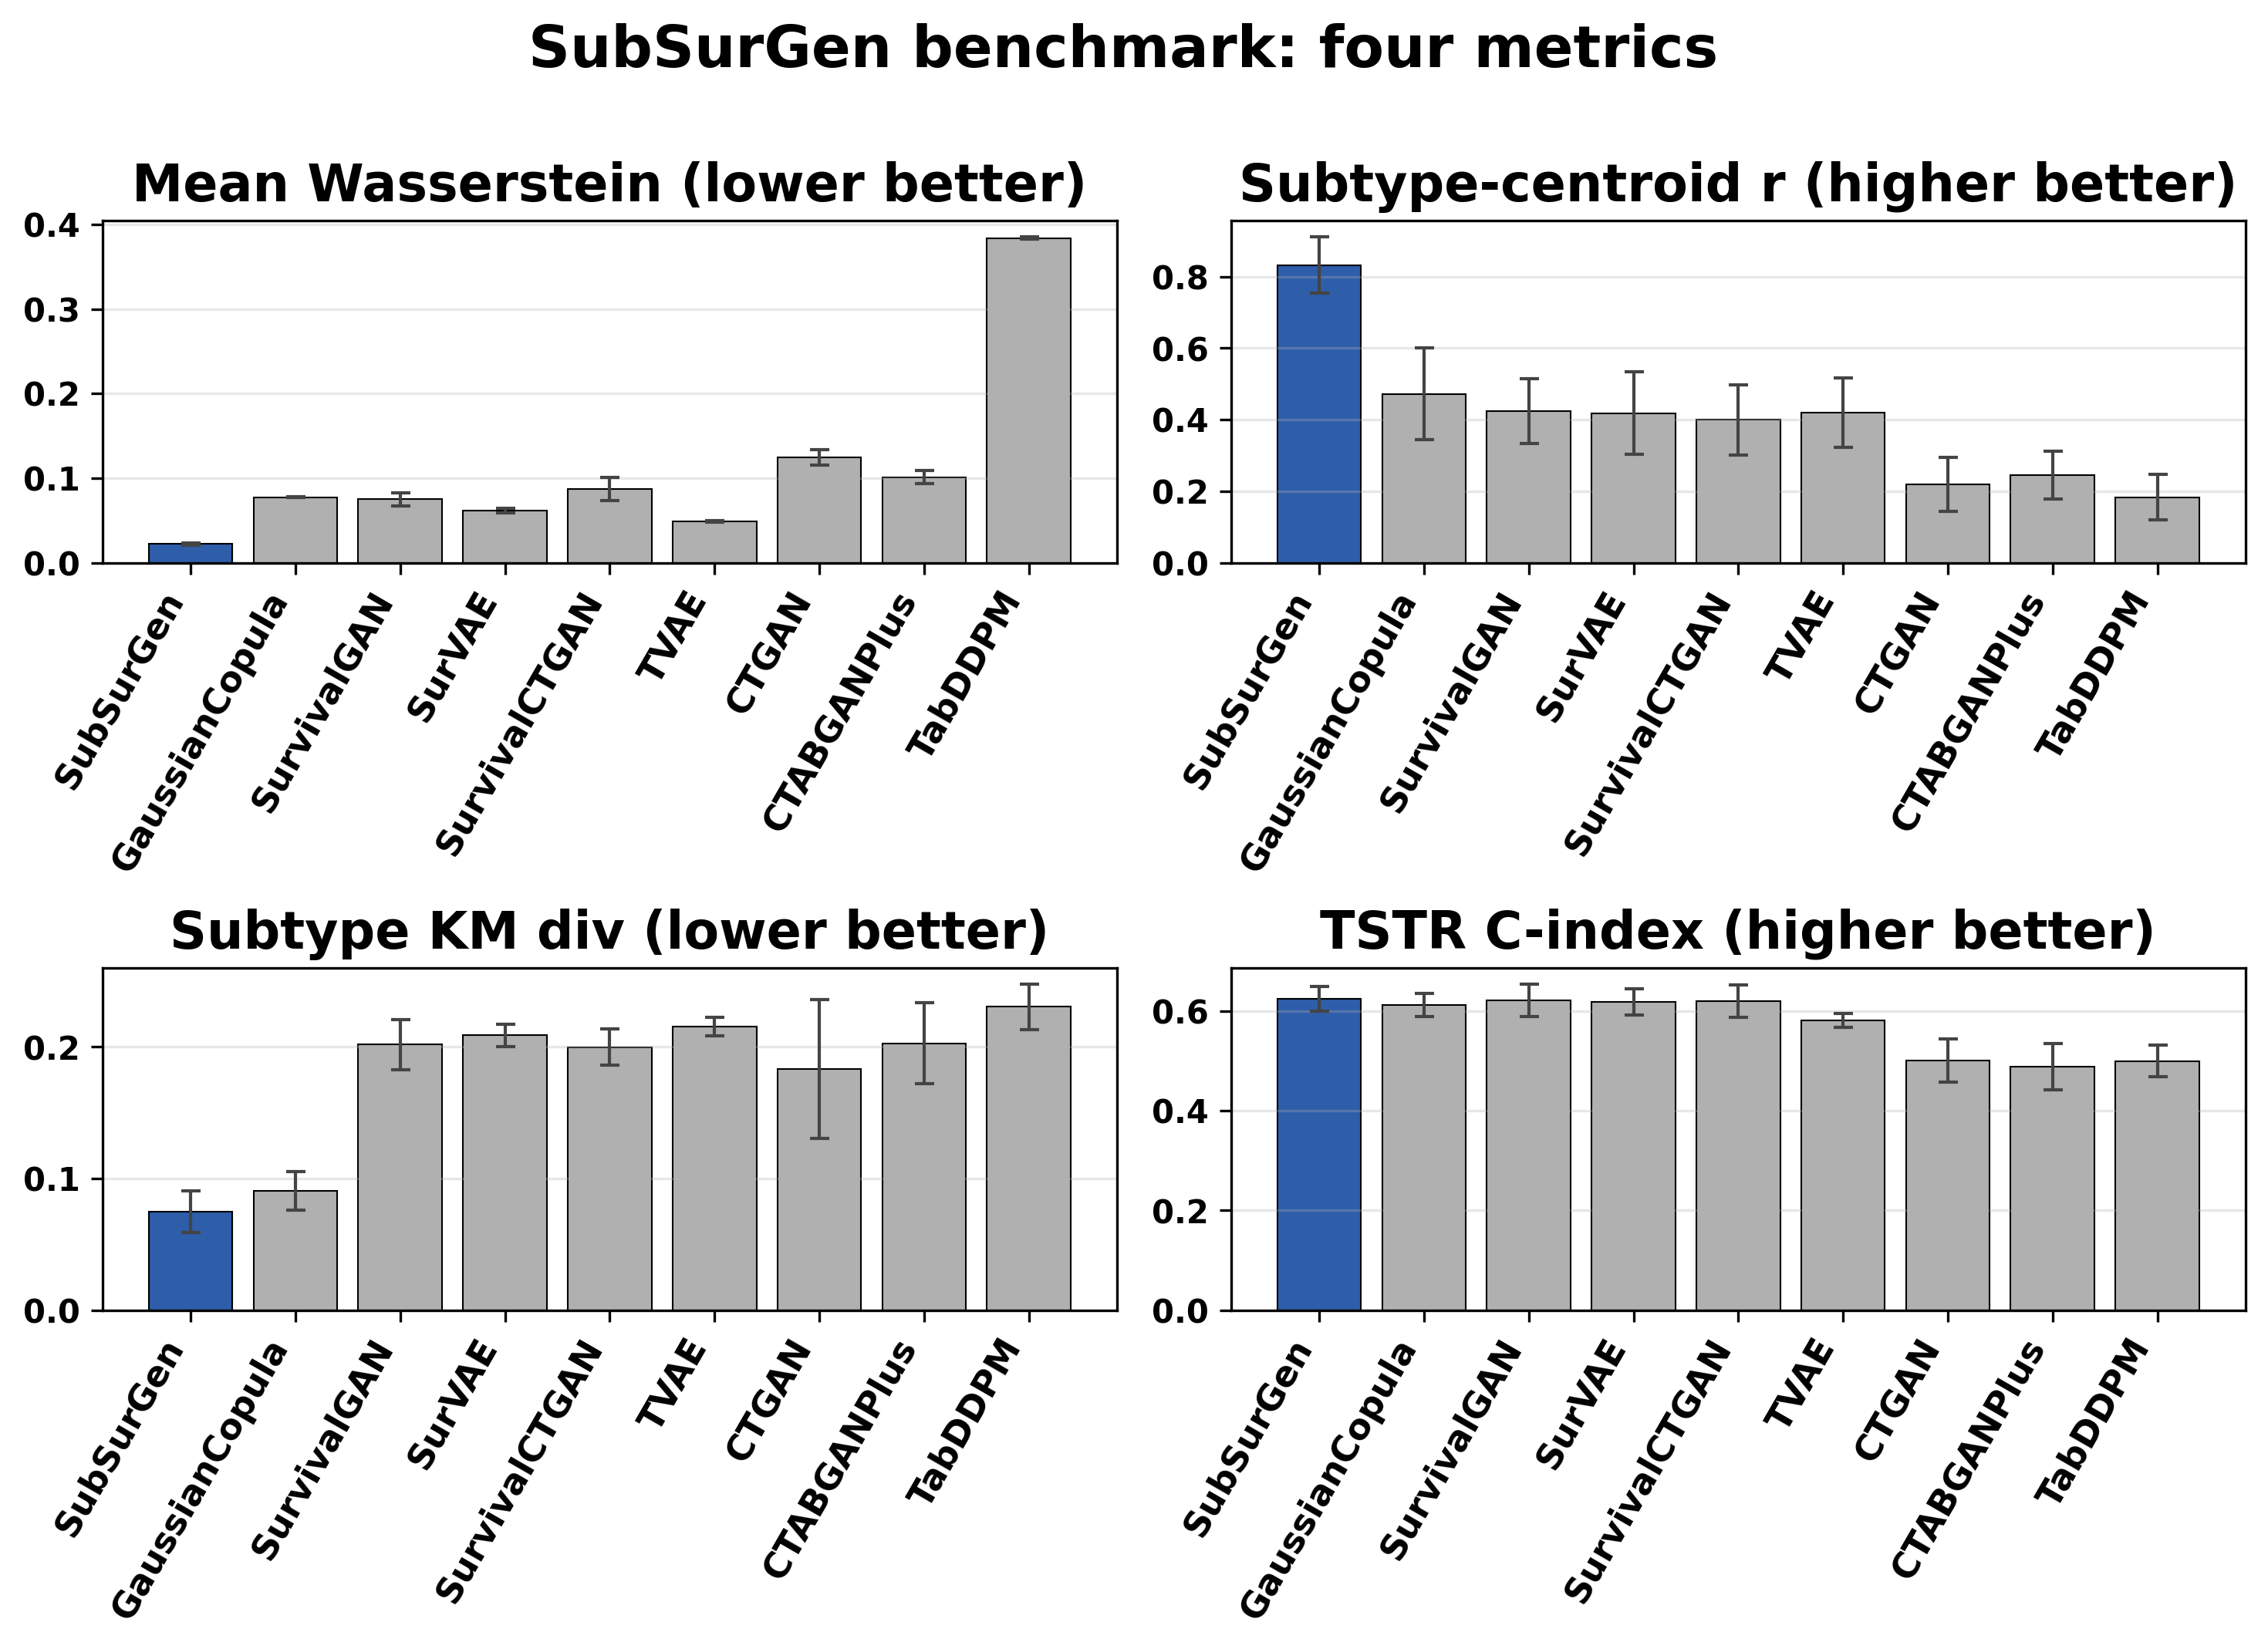 SubSurGen benchmark: four metrics
Mean Wasserstein (lower better)
0.4
0.3
0.2
0.1
0.0
SubSurGen
GaussianCopula
SurvivalGAN
SurVAE
SurvivalCTGAN
TVAE
CTGAN
CTABGANPlus
TabDDPM
Subtype-centroid r (higher better)
0.8
0.6
0.4
0.2
0.0
SubSurGen
GaussianCopula
SurvivalGAN
SurVAE
SurvivalCTGAN
TVAE
CTGAN
CTABGANPlus
TabDDPM
Subtype KM div (lower better)
0.2
0.1
0.0
SubSurGen
GaussianCopula
SurvivalGAN
SurVAE
SurvivalCTGAN
TVAE
CTGAN
CTABGANPlus
TabDDPM
TSTR C-index (higher better)
0.6
0.4
0.2
0.0
SubSurGen
GaussianCopula
SurvivalGAN
SurVAE
SurvivalCTGAN
TVAE
CTGAN
CTABGANPlus
TabDDPM